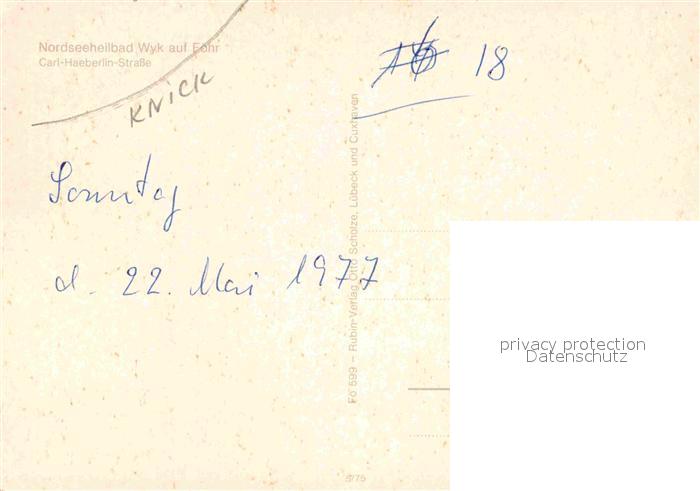 Nordseeheilbad Wyk auf Föhr
Carl-Haeberlin-Straße
KNICK
18
Sonntag
d. 22. Mai 1977
Fö 599 – Rubin-Verlag Otto Scholze, Lübeck und Cuxhaven
privacy protection
Datenschutz